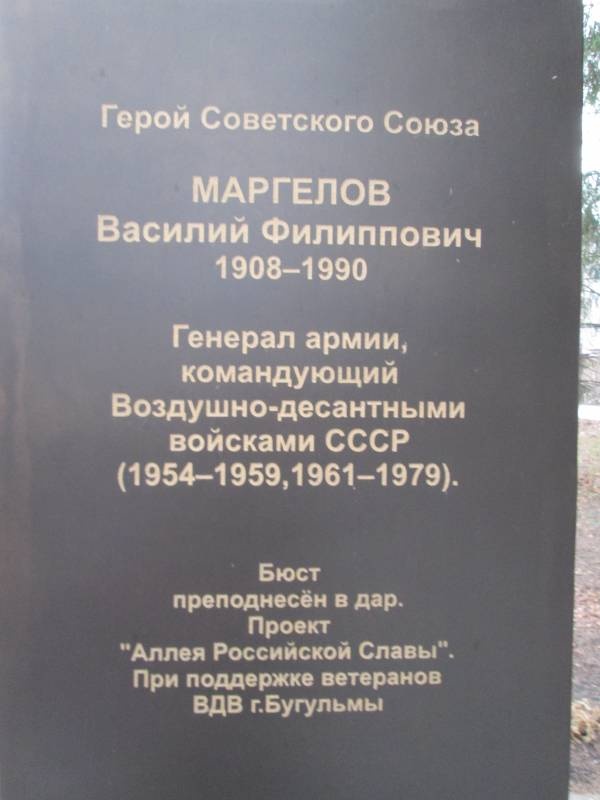 Герой Советского Союза
МАРГЕЛОВ
Василий Филиппович
1908–1990
Генерал армии,
командующий
Воздушно-десантными
войсками СССР
(1954–1959,1961–1979).
Бюст
преподнесён в дар.
Проект
"Аллея Российской Славы".
При поддержке ветеранов
ВДВ г.Бугульмы